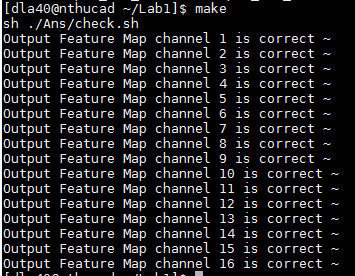 [dla40@nthucad ~/Lab1]$ make
sh ./Ans/check.sh
Output Feature Map channel 1 is correct ~
Output Feature Map channel 2 is correct ~
Output Feature Map channel 3 is correct ~
Output Feature Map channel 4 is correct ~
Output Feature Map channel 5 is correct ~
Output Feature Map channel 6 is correct ~
Output Feature Map channel 7 is correct ~
Output Feature Map channel 8 is correct ~
Output Feature Map channel 9 is correct ~
Output Feature Map channel 10 is correct ~
Output Feature Map channel 11 is correct ~
Output Feature Map channel 12 is correct ~
Output Feature Map channel 13 is correct ~
Output Feature Map channel 14 is correct ~
Output Feature Map channel 15 is correct ~
Output Feature Map channel 16 is correct ~
[dla40@nthucad ~/Lab1]$